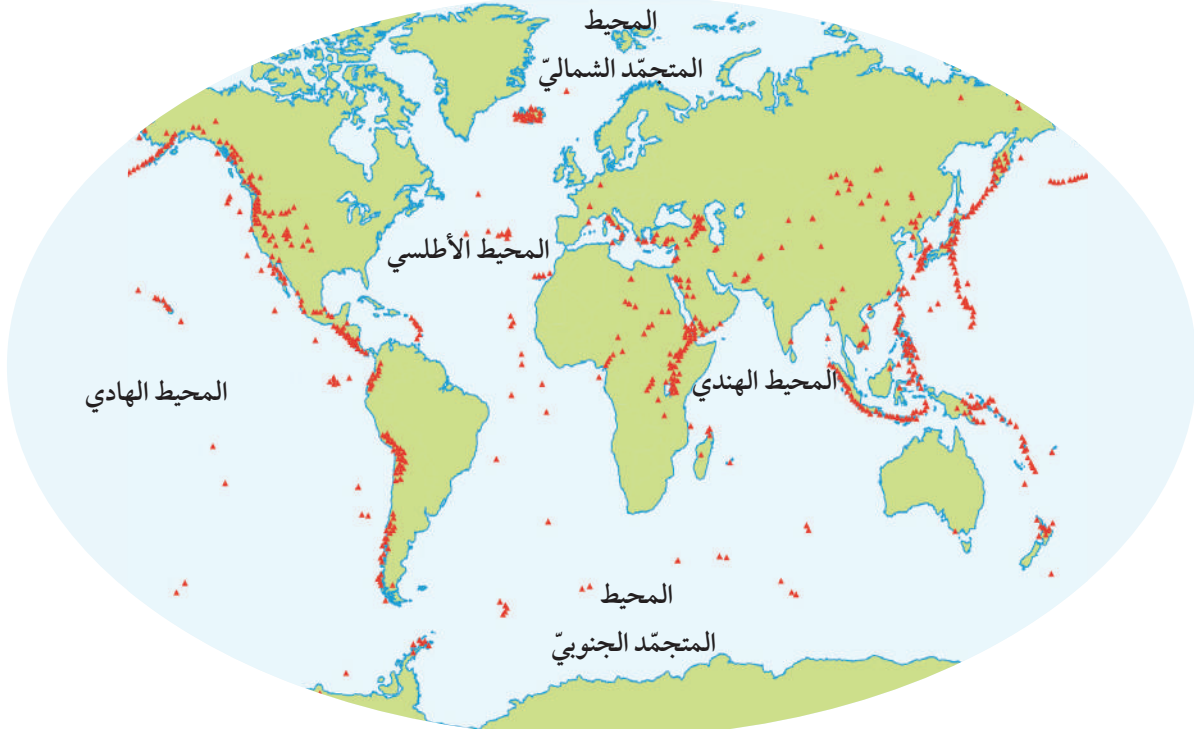 المحيط
المتجمّد الشماليّ
المحيط الأطلسي
المحيط الهندي
المحيط الهادي
المحيط
المتجمّد الجنوبيّ